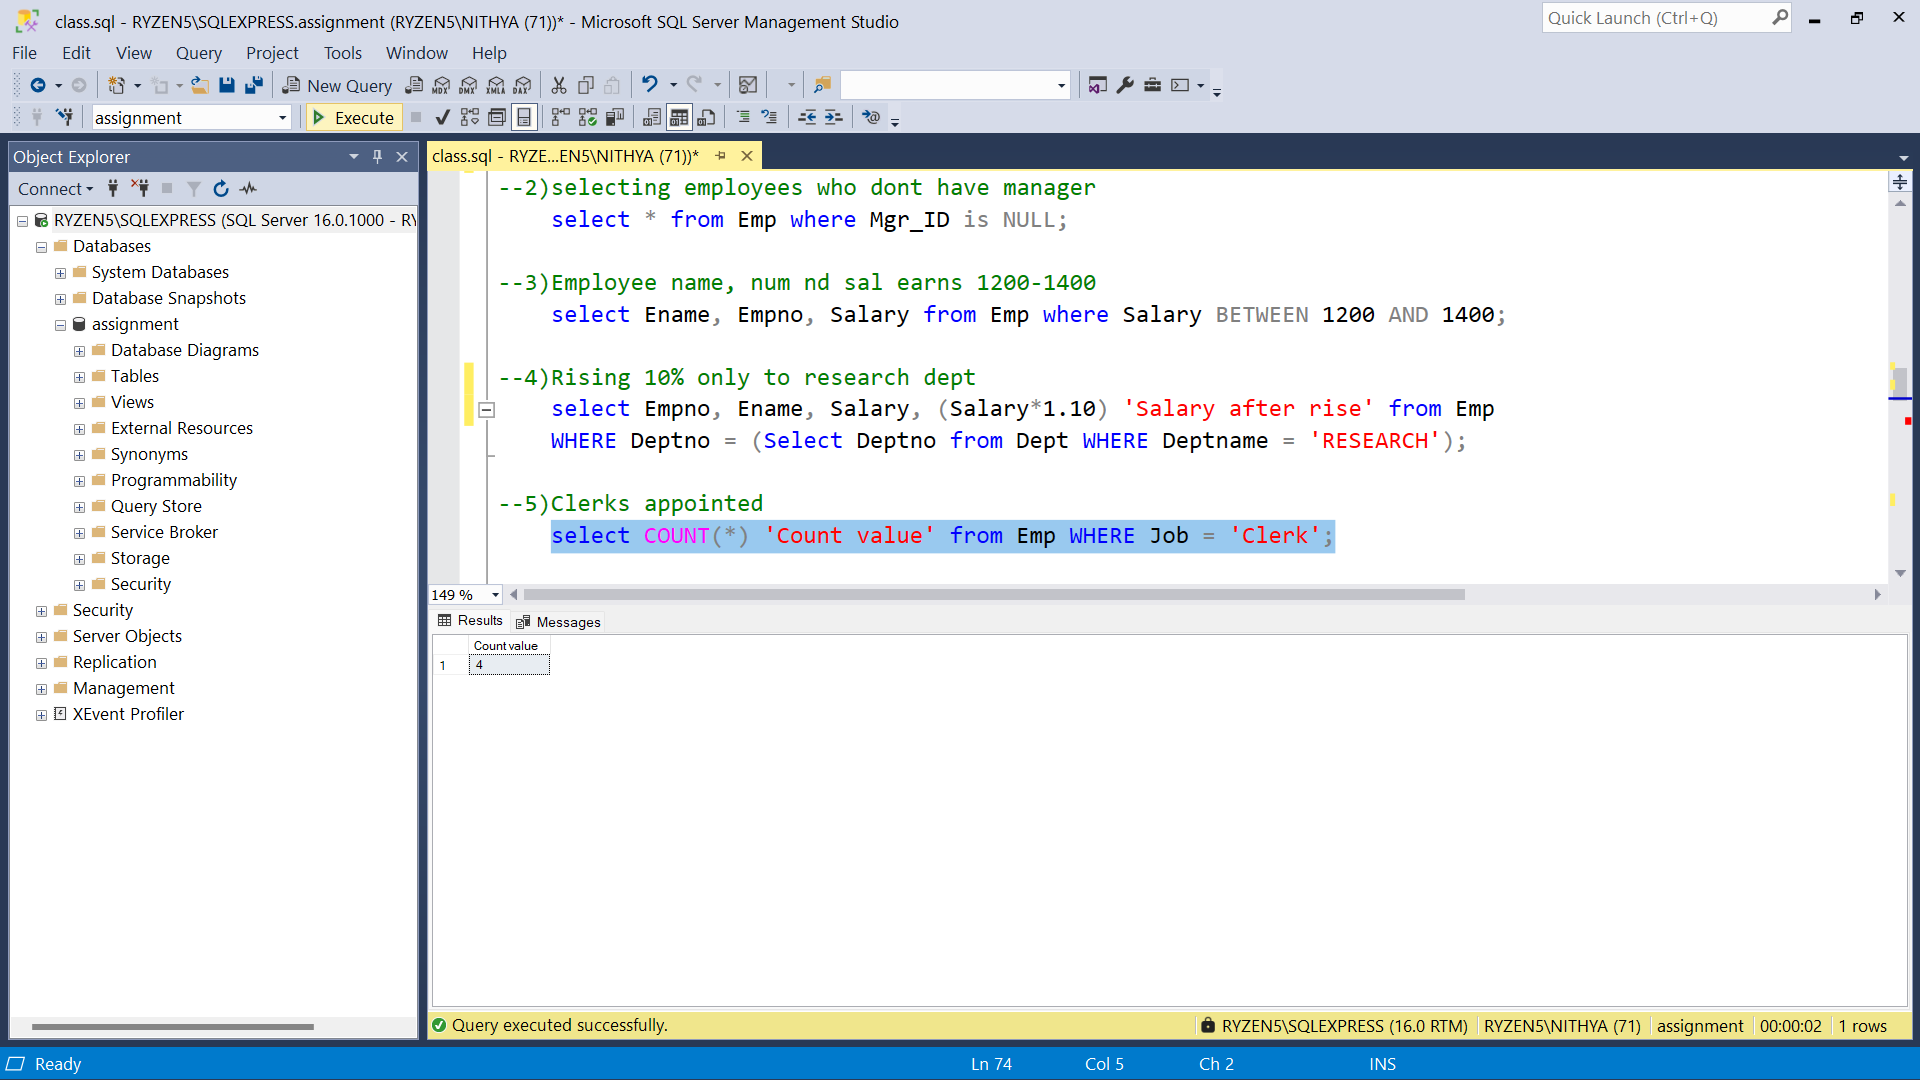 class.sql - RYZEN5\SQLEXPRESS.assignment (RYZEN5\NITHYA (71))* - Microsoft SQL Server Management Studio
Quick Launch (Ctrl+Q)
File Edit View Query Project Tools Window Help
New Query MDX DMX XMLA DAX
assignment Execute
Object Explorer
class.sql - RYZE...EN5\NITHYA (71))*
Connect
RYZEN5\SQLEXPRESS (SQL Server 16.0.1000 - RY
Databases
System Databases
Database Snapshots
assignment
Database Diagrams
Tables
Views
External Resources
Synonyms
Programmability
Query Store
Service Broker
Storage
Security
Security
Server Objects
Replication
Management
XEvent Profiler
--2)selecting employees who dont have manager
select * from Emp where Mgr_ID is NULL;
--3)Employee name, num nd sal earns 1200-1400
select Ename, Empno, Salary from Emp where Salary BETWEEN 1200 AND 1400;
--4)Rising 10% only to research dept
select Empno, Ename, Salary, (Salary*1.10) 'Salary after rise' from Emp
WHERE Deptno = (Select Deptno from Dept WHERE Deptname = 'RESEARCH');
--5)Clerks appointed
select COUNT(*) 'Count value' from Emp WHERE Job = 'Clerk';
149 %
Results Messages
Count value
1 4
Query executed successfully.
RYZEN5\SQLEXPRESS (16.0 RTM) RYZEN5\NITHYA (71) assignment 00:00:02 1 rows
Ready Ln 74 Col 5 Ch 2 INS